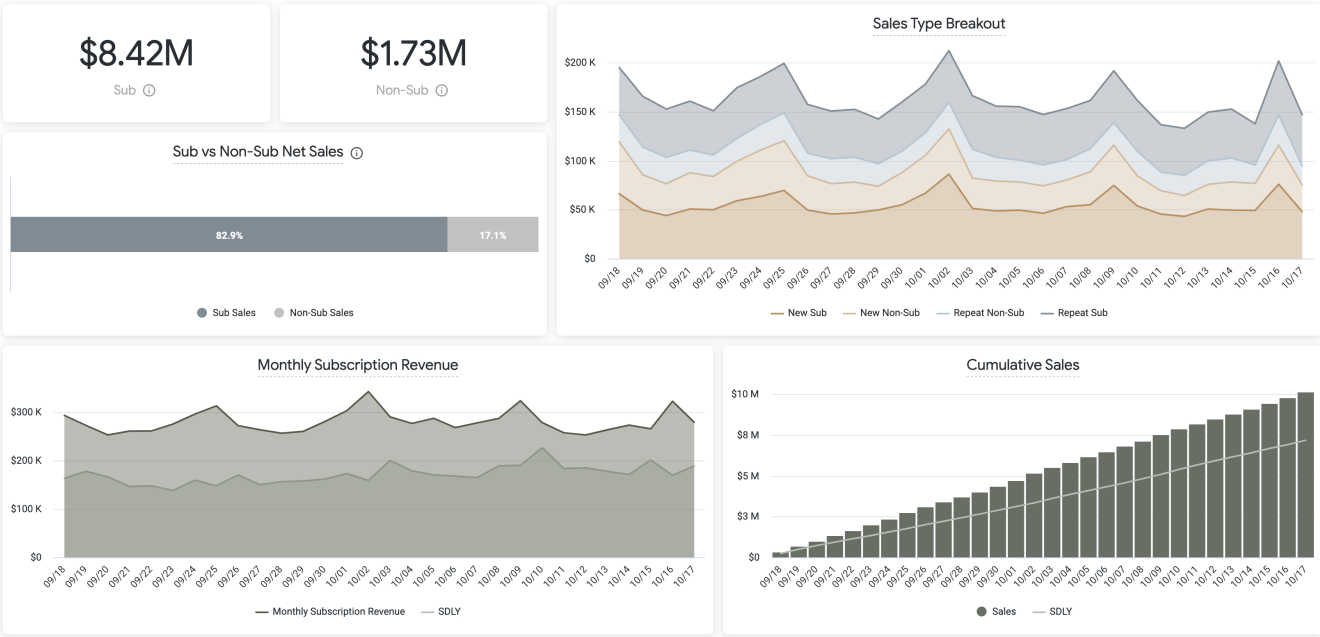 $8.42M
Sub
$1.73M
Non-Sub
Sub vs Non-Sub Net Sales
82.9%
17.1%
Sub Sales Non-Sub Sales
Sales Type Breakout
$200 K
$150 K
$100 K
$50 K
$0
09/18 09/19 09/20 09/21 09/22 09/23 09/24 09/25 09/26 09/27 09/28 09/29 09/30 10/01 10/02 10/03 10/04 10/05 10/06 10/07 10/08 10/09 10/10 10/11 10/12 10/13 10/14 10/15 10/16 10/17
New Sub New Non-Sub Repeat Non-Sub Repeat Sub
Monthly Subscription Revenue
$300 K
$200 K
$100 K
$0
09/18 09/19 09/20 09/21 09/22 09/23 09/24 09/25 09/26 09/27 09/28 09/29 09/30 10/01 10/02 10/03 10/04 10/05 10/06 10/07 10/08 10/09 10/10 10/11 10/12 10/13 10/14 10/15 10/16 10/17
Monthly Subscription Revenue SDLY
Cumulative Sales
$10 M
$8 M
$5 M
$3 M
$0
09/18 09/19 09/20 09/21 09/22 09/23 09/24 09/25 09/26 09/27 09/28 09/29 09/30 10/01 10/02 10/03 10/04 10/05 10/06 10/07 10/08 10/09 10/10 10/11 10/12 10/13 10/14 10/15 10/16 10/17
Sales SDLY